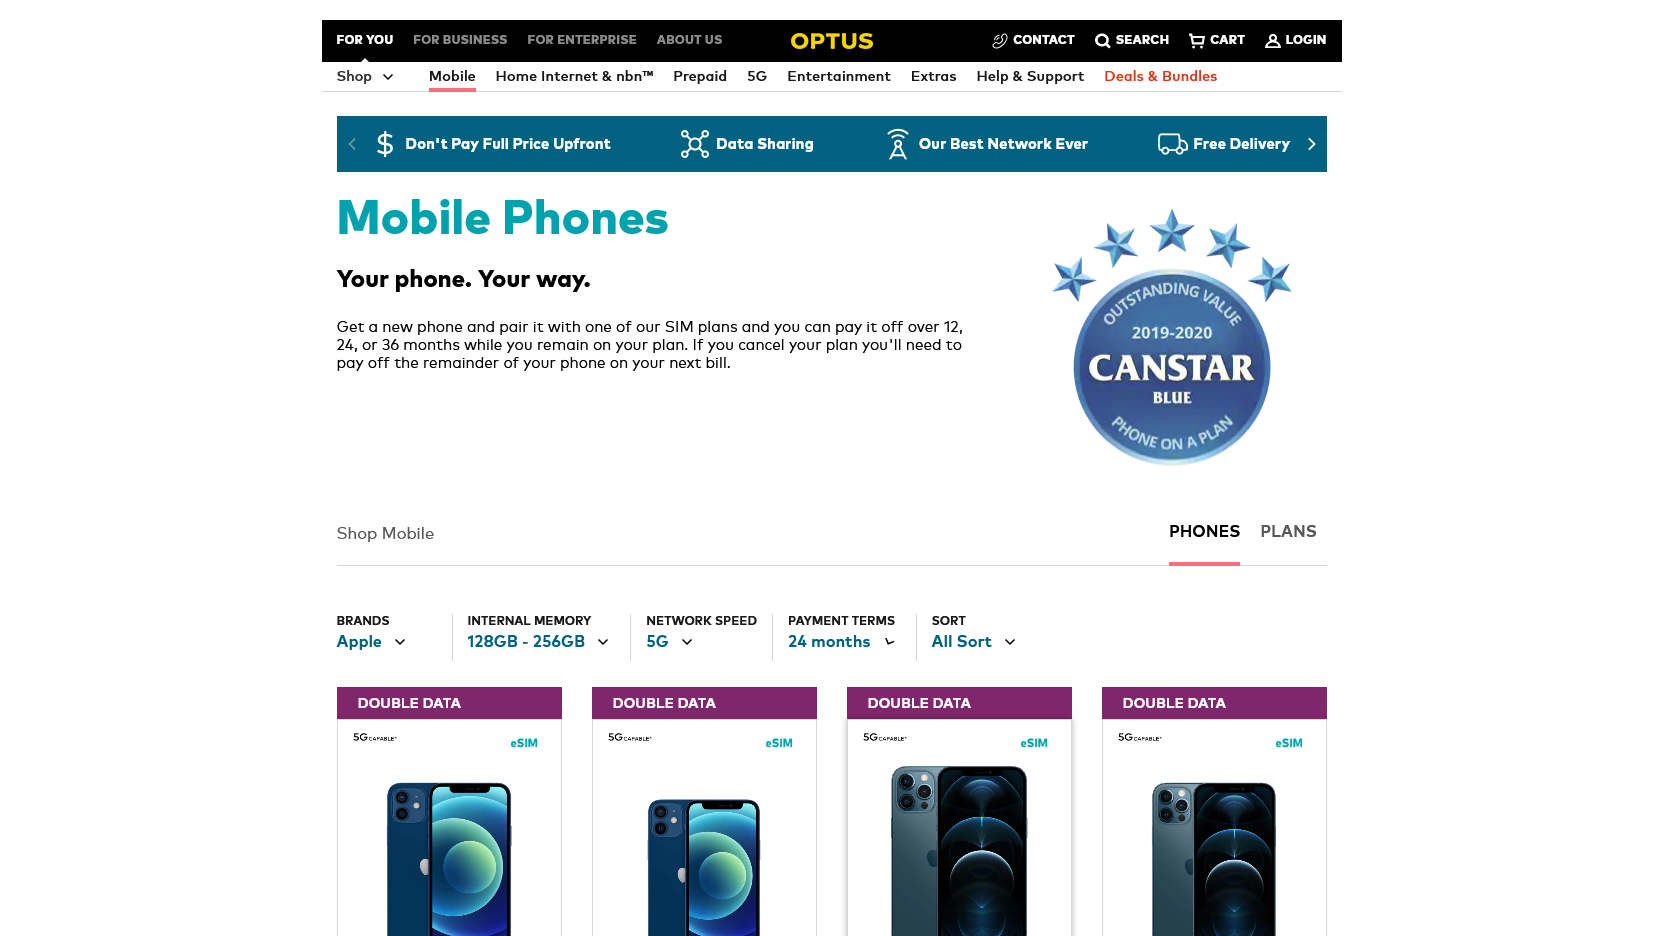 FOR YOU FOR BUSINESS FOR ENTERPRISE ABOUT US OPTUS CONTACT SEARCH CART LOGIN
Shop Mobile Home Internet & nbn™ Prepaid 5G Entertainment Extras Help & Support Deals & Bundles
Don't Pay Full Price Upfront Data Sharing Our Best Network Ever Free Delivery
Mobile Phones
Your phone. Your way.
Get a new phone and pair it with one of our SIM plans and you can pay it off over 12,
24, or 36 months while you remain on your plan. If you cancel your plan you'll need to
pay off the remainder of your phone on your next bill.
OUTSTANDING VALUE
2019-2020
CANSTAR
BLUE
PHONE ON A PLAN
Shop Mobile PHONES PLANS
BRANDS INTERNAL MEMORY NETWORK SPEED PAYMENT TERMS SORT
Apple 128GB - 256GB 5G 24 months All Sort
DOUBLE DATA DOUBLE DATA DOUBLE DATA DOUBLE DATA
5G CAPABLE* eSIM 5G CAPABLE* eSIM 5G CAPABLE* eSIM 5G CAPABLE* eSIM